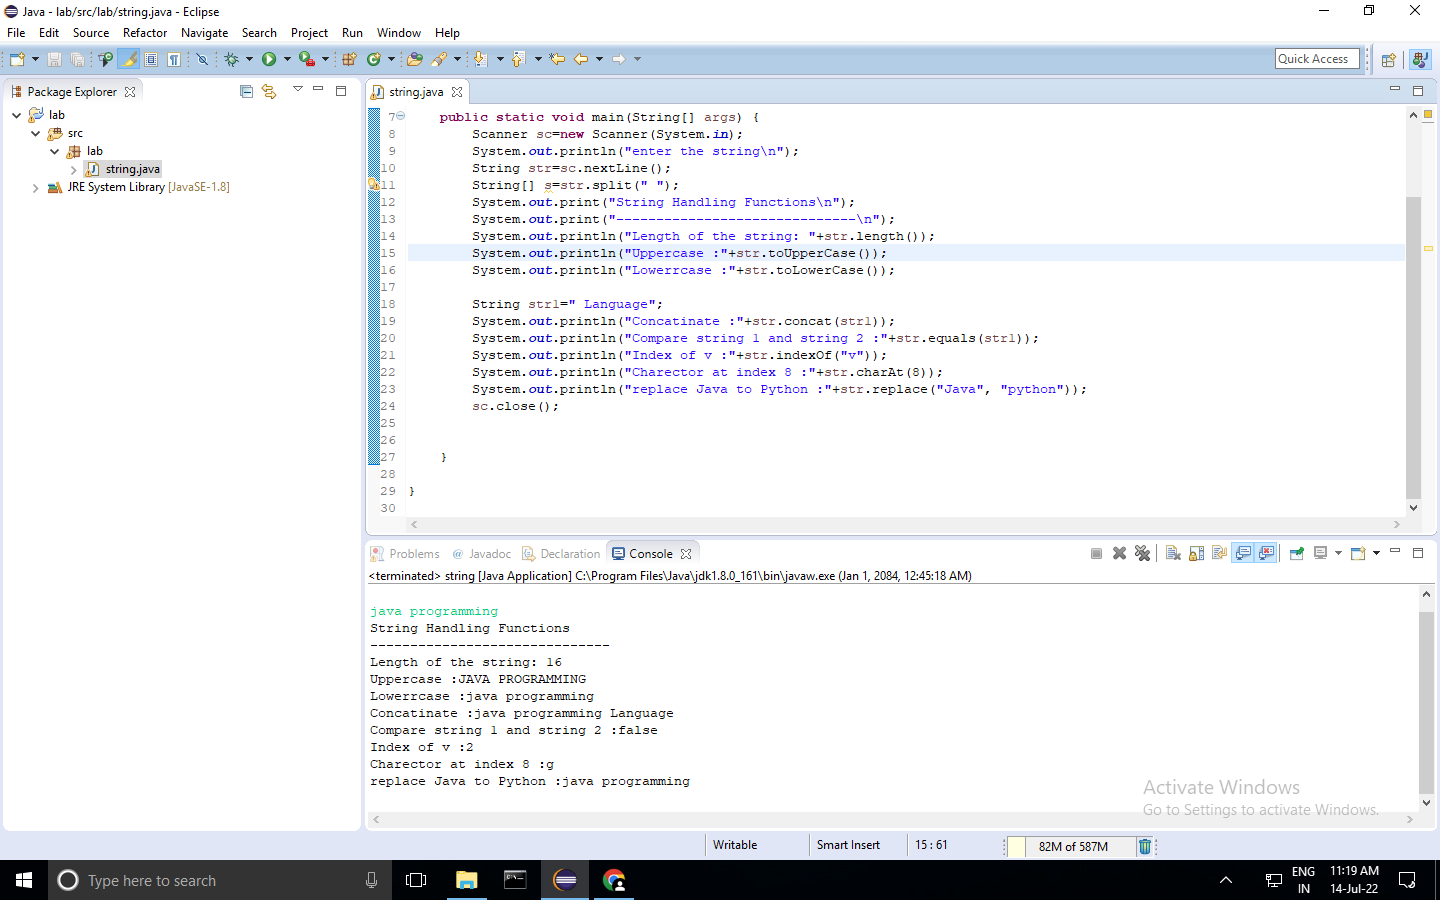 Java - lab/src/lab/string.java - Eclipse
File Edit Source Refactor Navigate Search Project Run Window Help
Quick Access
Package Explorer
lab
src
lab
string.java
JRE System Library [JavaSE-1.8]
string.java
7 public static void main(String[] args) {
8 Scanner sc=new Scanner(System.in);
9 System.out.println("enter the string\n");
10 String str=sc.nextLine();
11 String[] s=str.split(" ");
12 System.out.print("String Handling Functions\n");
13 System.out.print("------------------------------\n");
14 System.out.println("Length of the string: "+str.length());
15 System.out.println("Uppercase :"+str.toUpperCase());
16 System.out.println("Lowerrcase :"+str.toLowerCase());
17
18 String str1=" Language";
19 System.out.println("Concatinate :"+str.concat(str1));
20 System.out.println("Compare string 1 and string 2 :"+str.equals(str1));
21 System.out.println("Index of v :"+str.indexOf("v"));
22 System.out.println("Charector at index 8 :"+str.charAt(8));
23 System.out.println("replace Java to Python :"+str.replace("Java", "python"));
24 sc.close();
25
26
27 }
28
29 }
30
Problems @ Javadoc Declaration Console
<terminated> string [Java Application] C:\Program Files\Java\jdk1.8.0_161\bin\javaw.exe (Jan 1, 2084, 12:45:18 AM)
java programming
String Handling Functions
------------------------------
Length of the string: 16
Uppercase :JAVA PROGRAMMING
Lowerrcase :java programming
Concatinate :java programming Language
Compare string 1 and string 2 :false
Index of v :2
Charector at index 8 :g
replace Java to Python :java programming
Activate Windows
Go to Settings to activate Windows.
Writable Smart Insert 15 : 61 82M of 587M
Type here to search
ENG
IN
11:19 AM
14-Jul-22